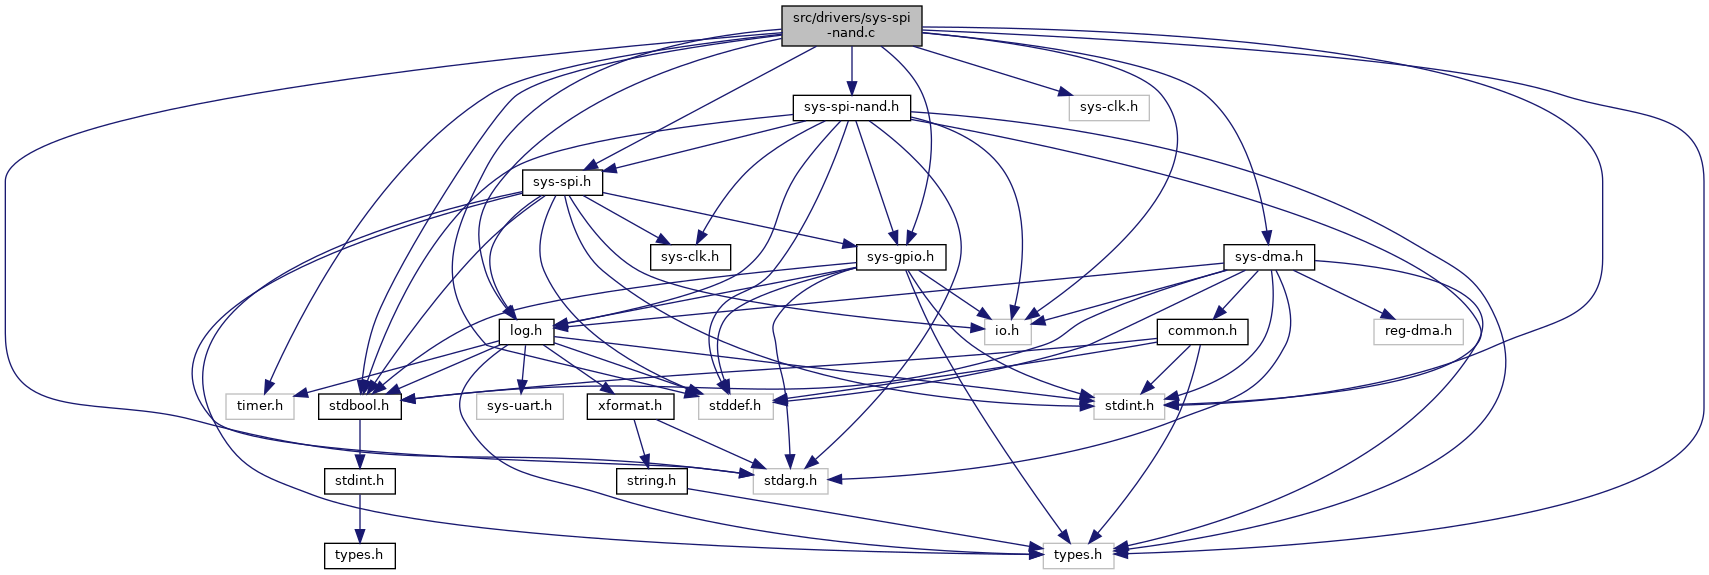 src/drivers/sys-spi
-nand.c
sys-spi-nand.h
sys-clk.h
sys-spi.h
sys-clk.h
sys-gpio.h
sys-dma.h
log.h
io.h
common.h
reg-dma.h
timer.h
stdbool.h
sys-uart.h
xformat.h
stddef.h
stdint.h
stdint.h
string.h
stdarg.h
types.h
types.h